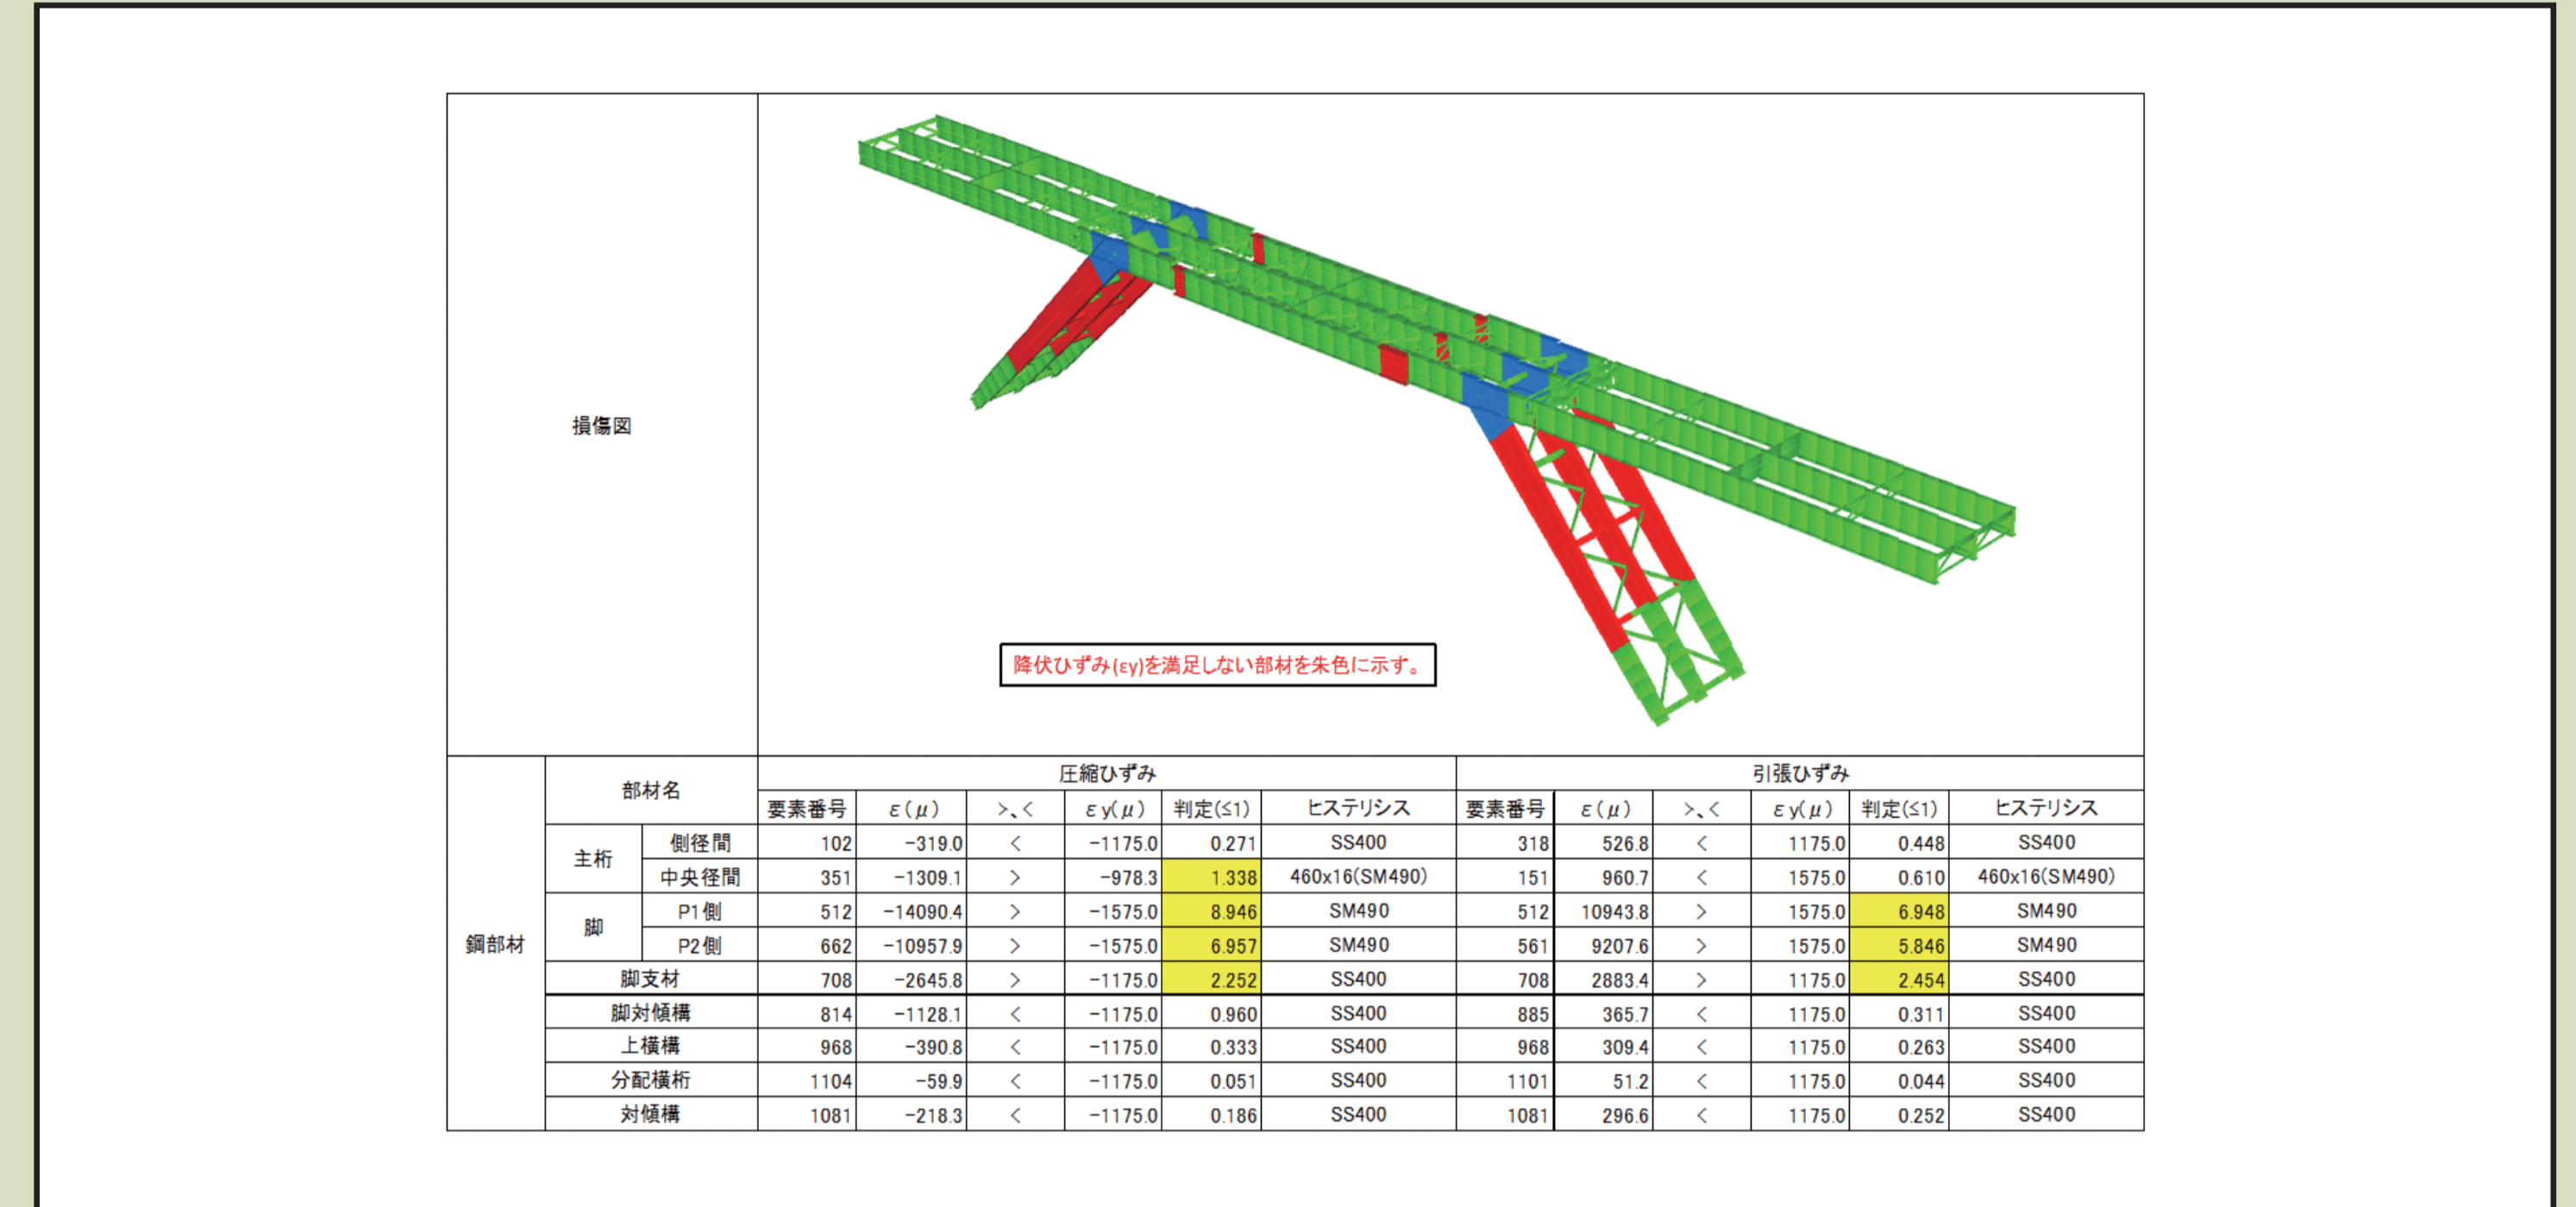 損傷図
降伏ひずみ(εy)を満足しない部材を朱色に示す。
鋼部材
部材名 圧縮ひずみ 引張ひずみ
要素番号 ε(μ) >、< εy(μ) 判定(≤1) ヒステリシス 要素番号 ε(μ) >、< εy(μ) 判定(≤1) ヒステリシス
主桁 側径間 102 -319.0 < -1175.0 0.271 SS400 318 526.8 < 1175.0 0.448 SS400
中央径間 351 -1309.1 > -978.3 1.338 460x16(SM490) 151 960.7 < 1575.0 0.610 460x16(SM490)
脚 P1側 512 -14090.4 > -1575.0 8.946 SM490 512 10943.8 > 1575.0 6.948 SM490
P2側 662 -10957.9 > -1575.0 6.957 SM490 561 9207.6 > 1575.0 5.846 SM490
脚支材 708 -2645.8 > -1175.0 2.252 SS400 708 2883.4 > 1175.0 2.454 SS400
脚対傾構 814 -1128.1 < -1175.0 0.960 SS400 885 365.7 < 1175.0 0.311 SS400
上横構 968 -390.8 < -1175.0 0.333 SS400 968 309.4 < 1175.0 0.263 SS400
分配横桁 1104 -59.9 < -1175.0 0.051 SS400 1101 51.2 < 1175.0 0.044 SS400
対傾構 1081 -218.3 < -1175.0 0.186 SS400 1081 296.6 < 1175.0 0.252 SS400